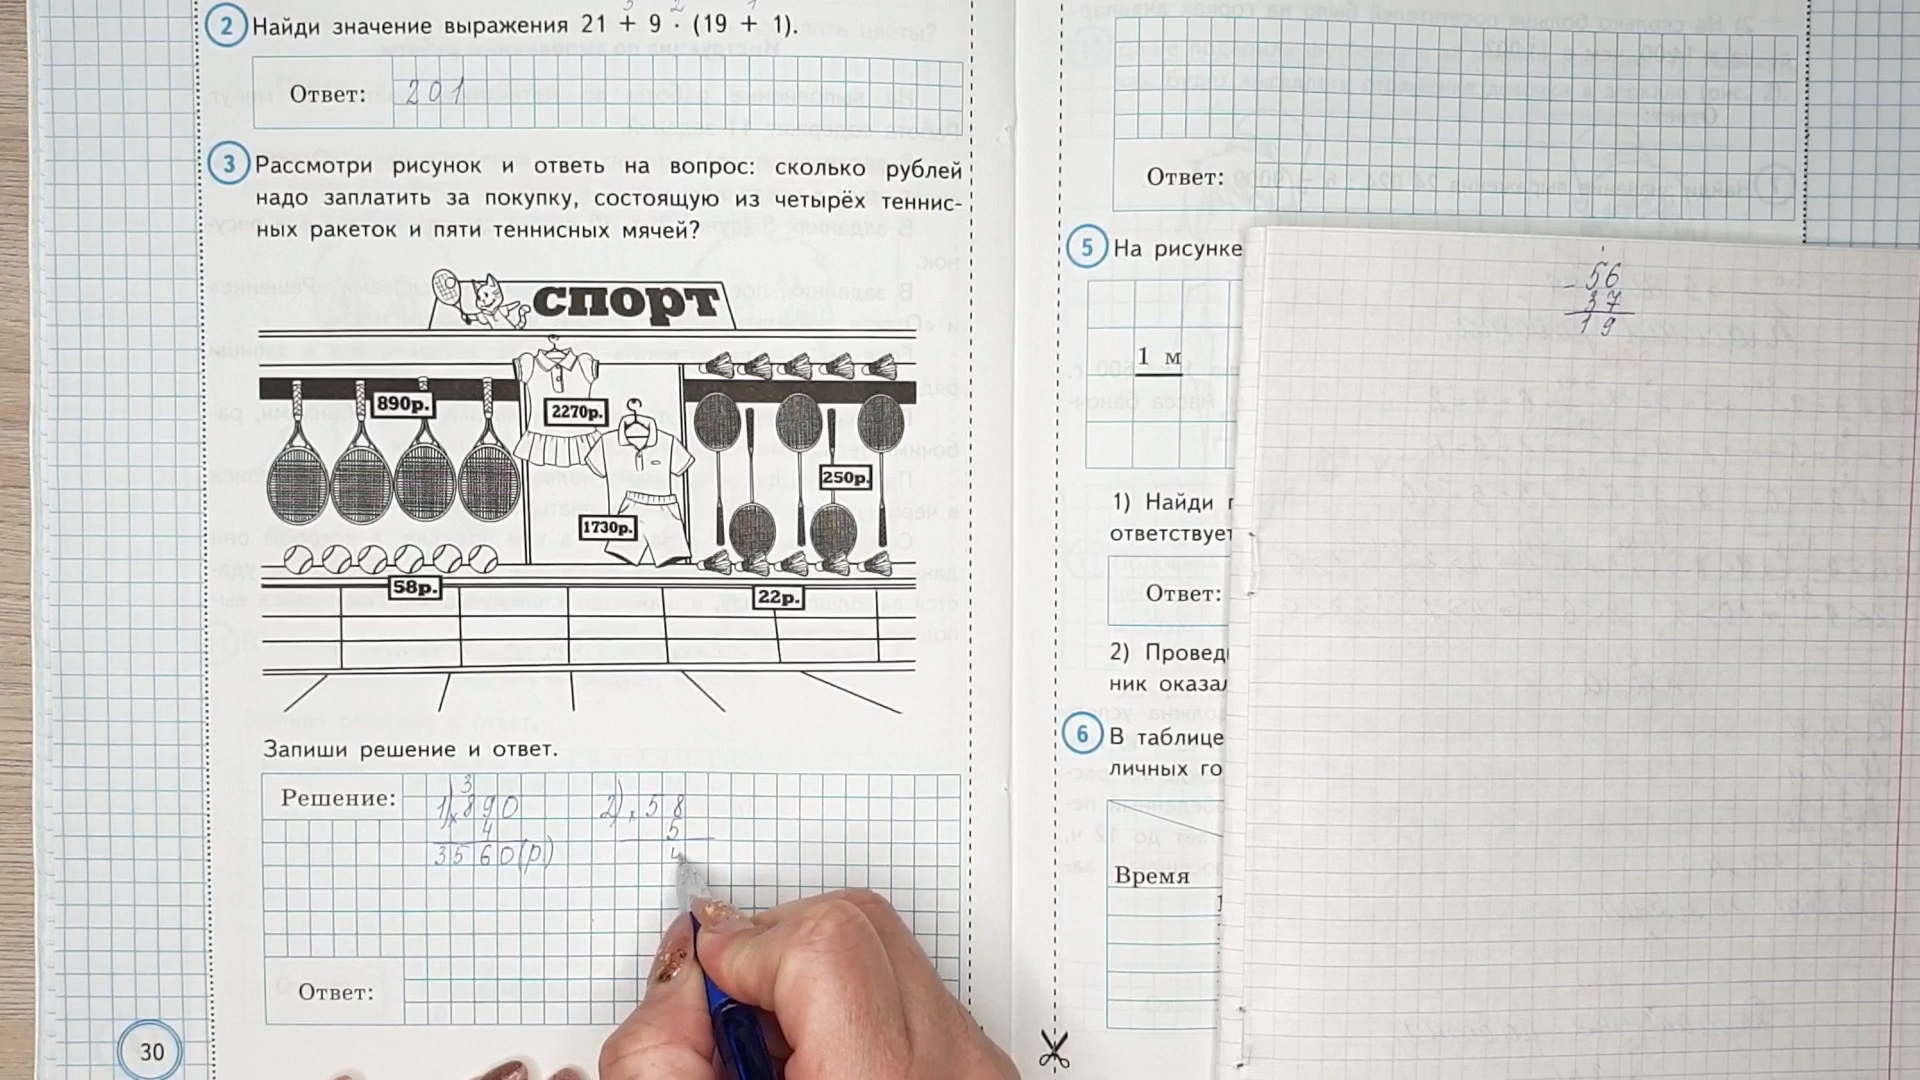 2 Найди значение выражения 21 + 9 · (19 + 1).
Ответ: 201
3 Рассмотри рисунок и ответь на вопрос: сколько рублей
надо заплатить за покупку, состоящую из четырёх теннис-
ных ракеток и пяти теннисных мячей?
спорт
890р.
2270р.
250р.
1730р.
58р.
22р.
Запиши решение и ответ.
Решение:
3
1) × 890
4
3560(р.)
2) × 58
5
4
Ответ:
30
Ответ:
5 На рисунке
1 м
1) Найди
ответствует
Ответ:
2) Провед
ник оказал
6 В таблице
личных го
Время
- 56
37
19